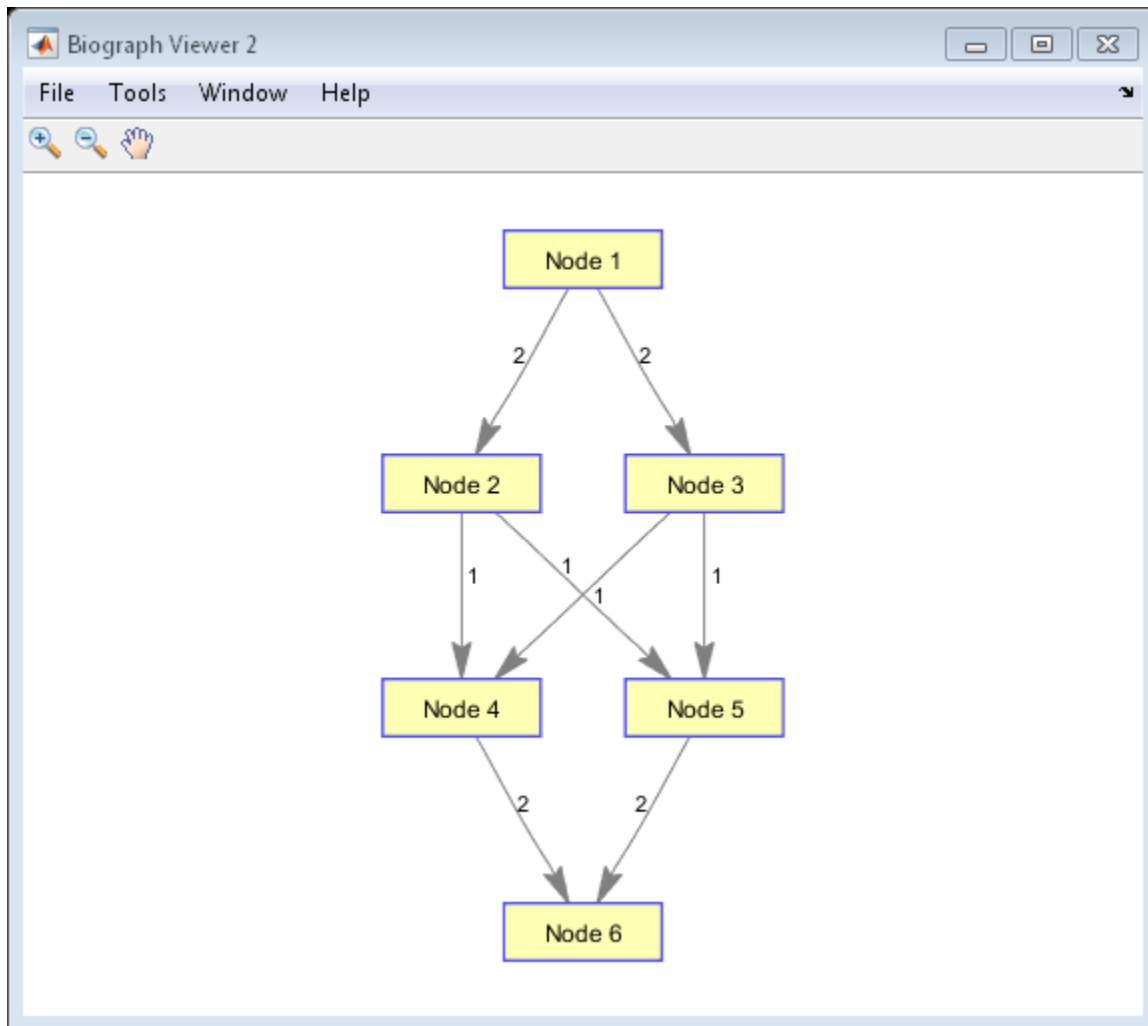 Biograph Viewer 2
File Tools Window Help
Node 1
2 2
Node 2 Node 3
1 1 1 1
Node 4 Node 5
2 2
Node 6